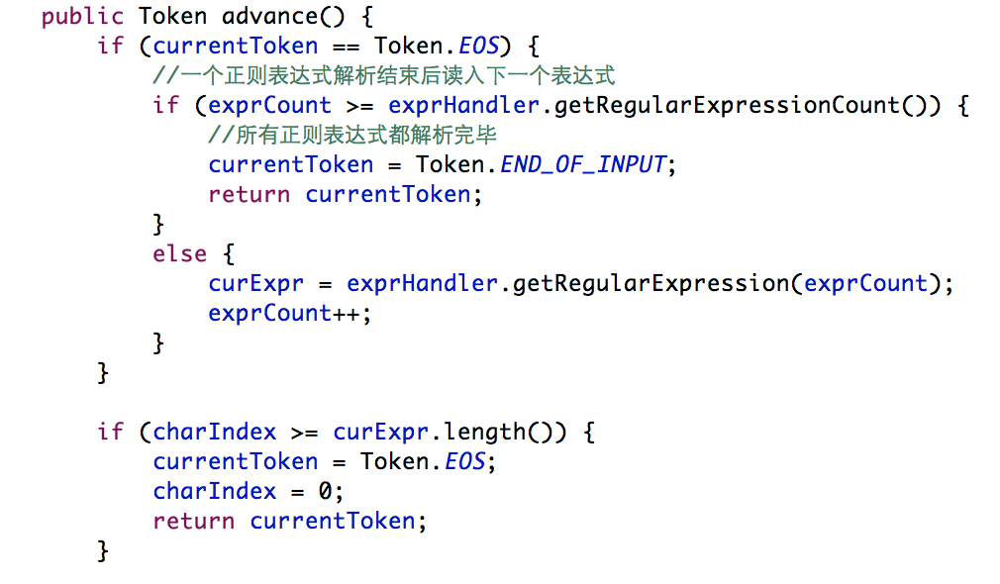 public Token advance() {
if (currentToken == Token.EOS) {
//一个正则表达式解析结束后读入下一个表达式
if (exprCount >= exprHandler.getRegularExpressionCount()) {
//所有正则表达式都解析完毕
currentToken = Token.END_OF_INPUT;
return currentToken;
}
else {
curExpr = exprHandler.getRegularExpression(exprCount);
exprCount++;
}
}
if (charIndex >= curExpr.length()) {
currentToken = Token.EOS;
charIndex = 0;
return currentToken;
}